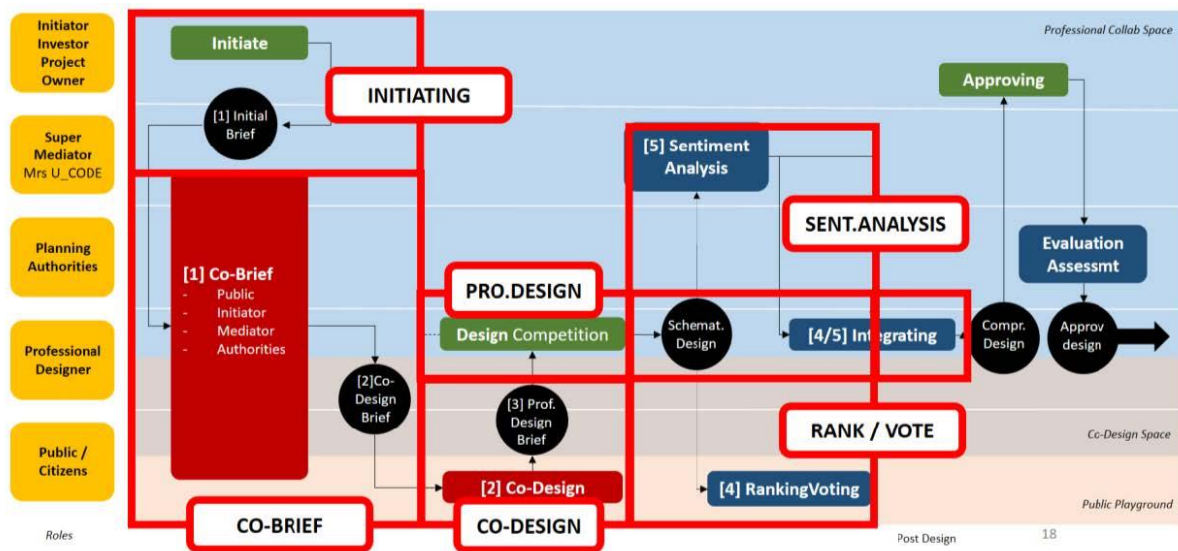 Initiator
Investor
Project
Owner
Initiate
Professional Collab Space
Approving
INITIATING
[1] Initial
Brief
Super
Mediator
Mrs U_CODE
[5] Sentiment
Analysis
SENT.ANALYSIS
Planning
Authorities
[1] Co-Brief
- Public
- Initiator
- Mediator
- Authorities
Evaluation
Assessmt
PRO.DESIGN
Professional
Designer
Design Competition
Schemat.
Design
[4/5] Integrating
Compr.
Design
Approv
design
[2]Co-
Design
Brief
[3] Prof.
Design
Brief
RANK / VOTE
Co-Design Space
Public /
Citizens
[2] Co-Design
[4] RankingVoting
Public Playground
CO-BRIEF
CO-DESIGN
Roles
Post Design
18